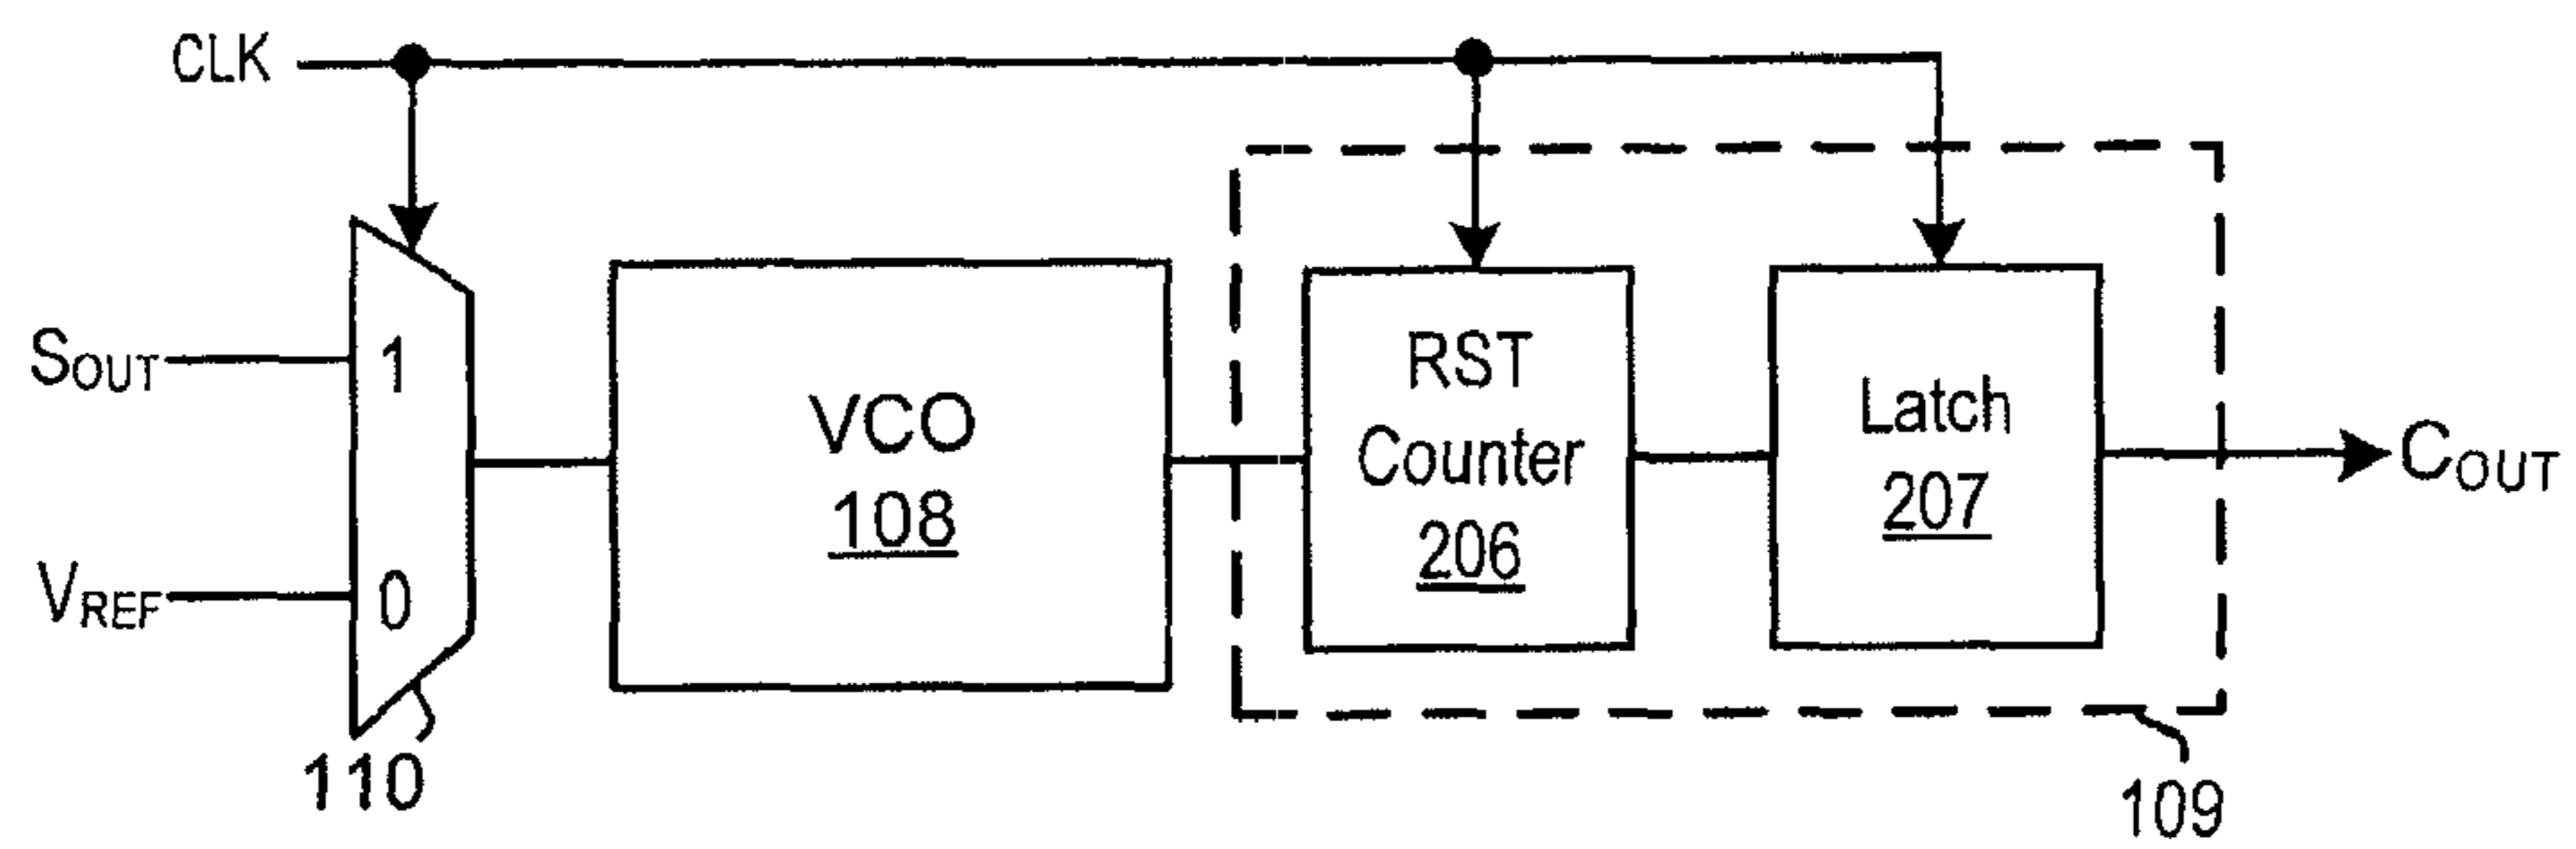 CLK
SOUT
1
VREF
0
110
VCO
108
RST
Counter
206
Latch
207
COUT
109